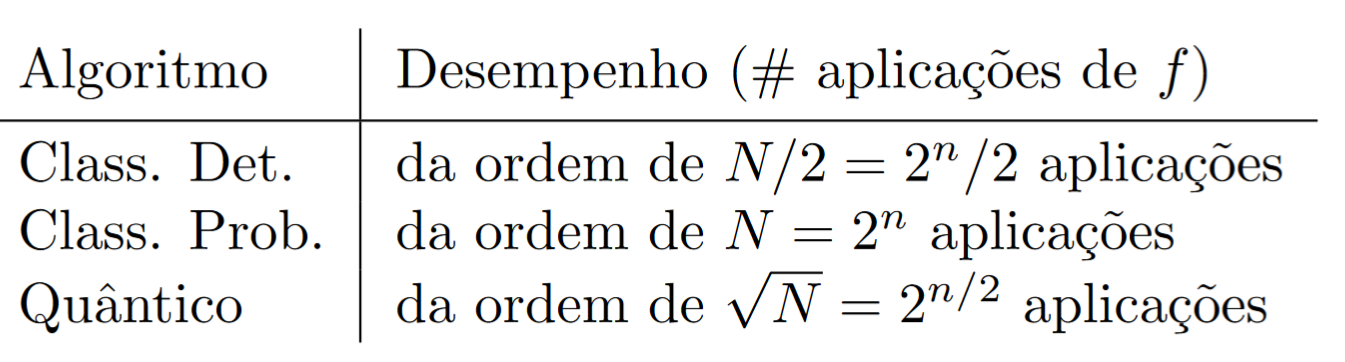 Algoritmo Desempenho (# aplicações de f)
Class. Det. da ordem de N/2 = 2^n/2 aplicações
Class. Prob. da ordem de N = 2^n aplicações
Quântico da ordem de √N = 2^{n/2} aplicações